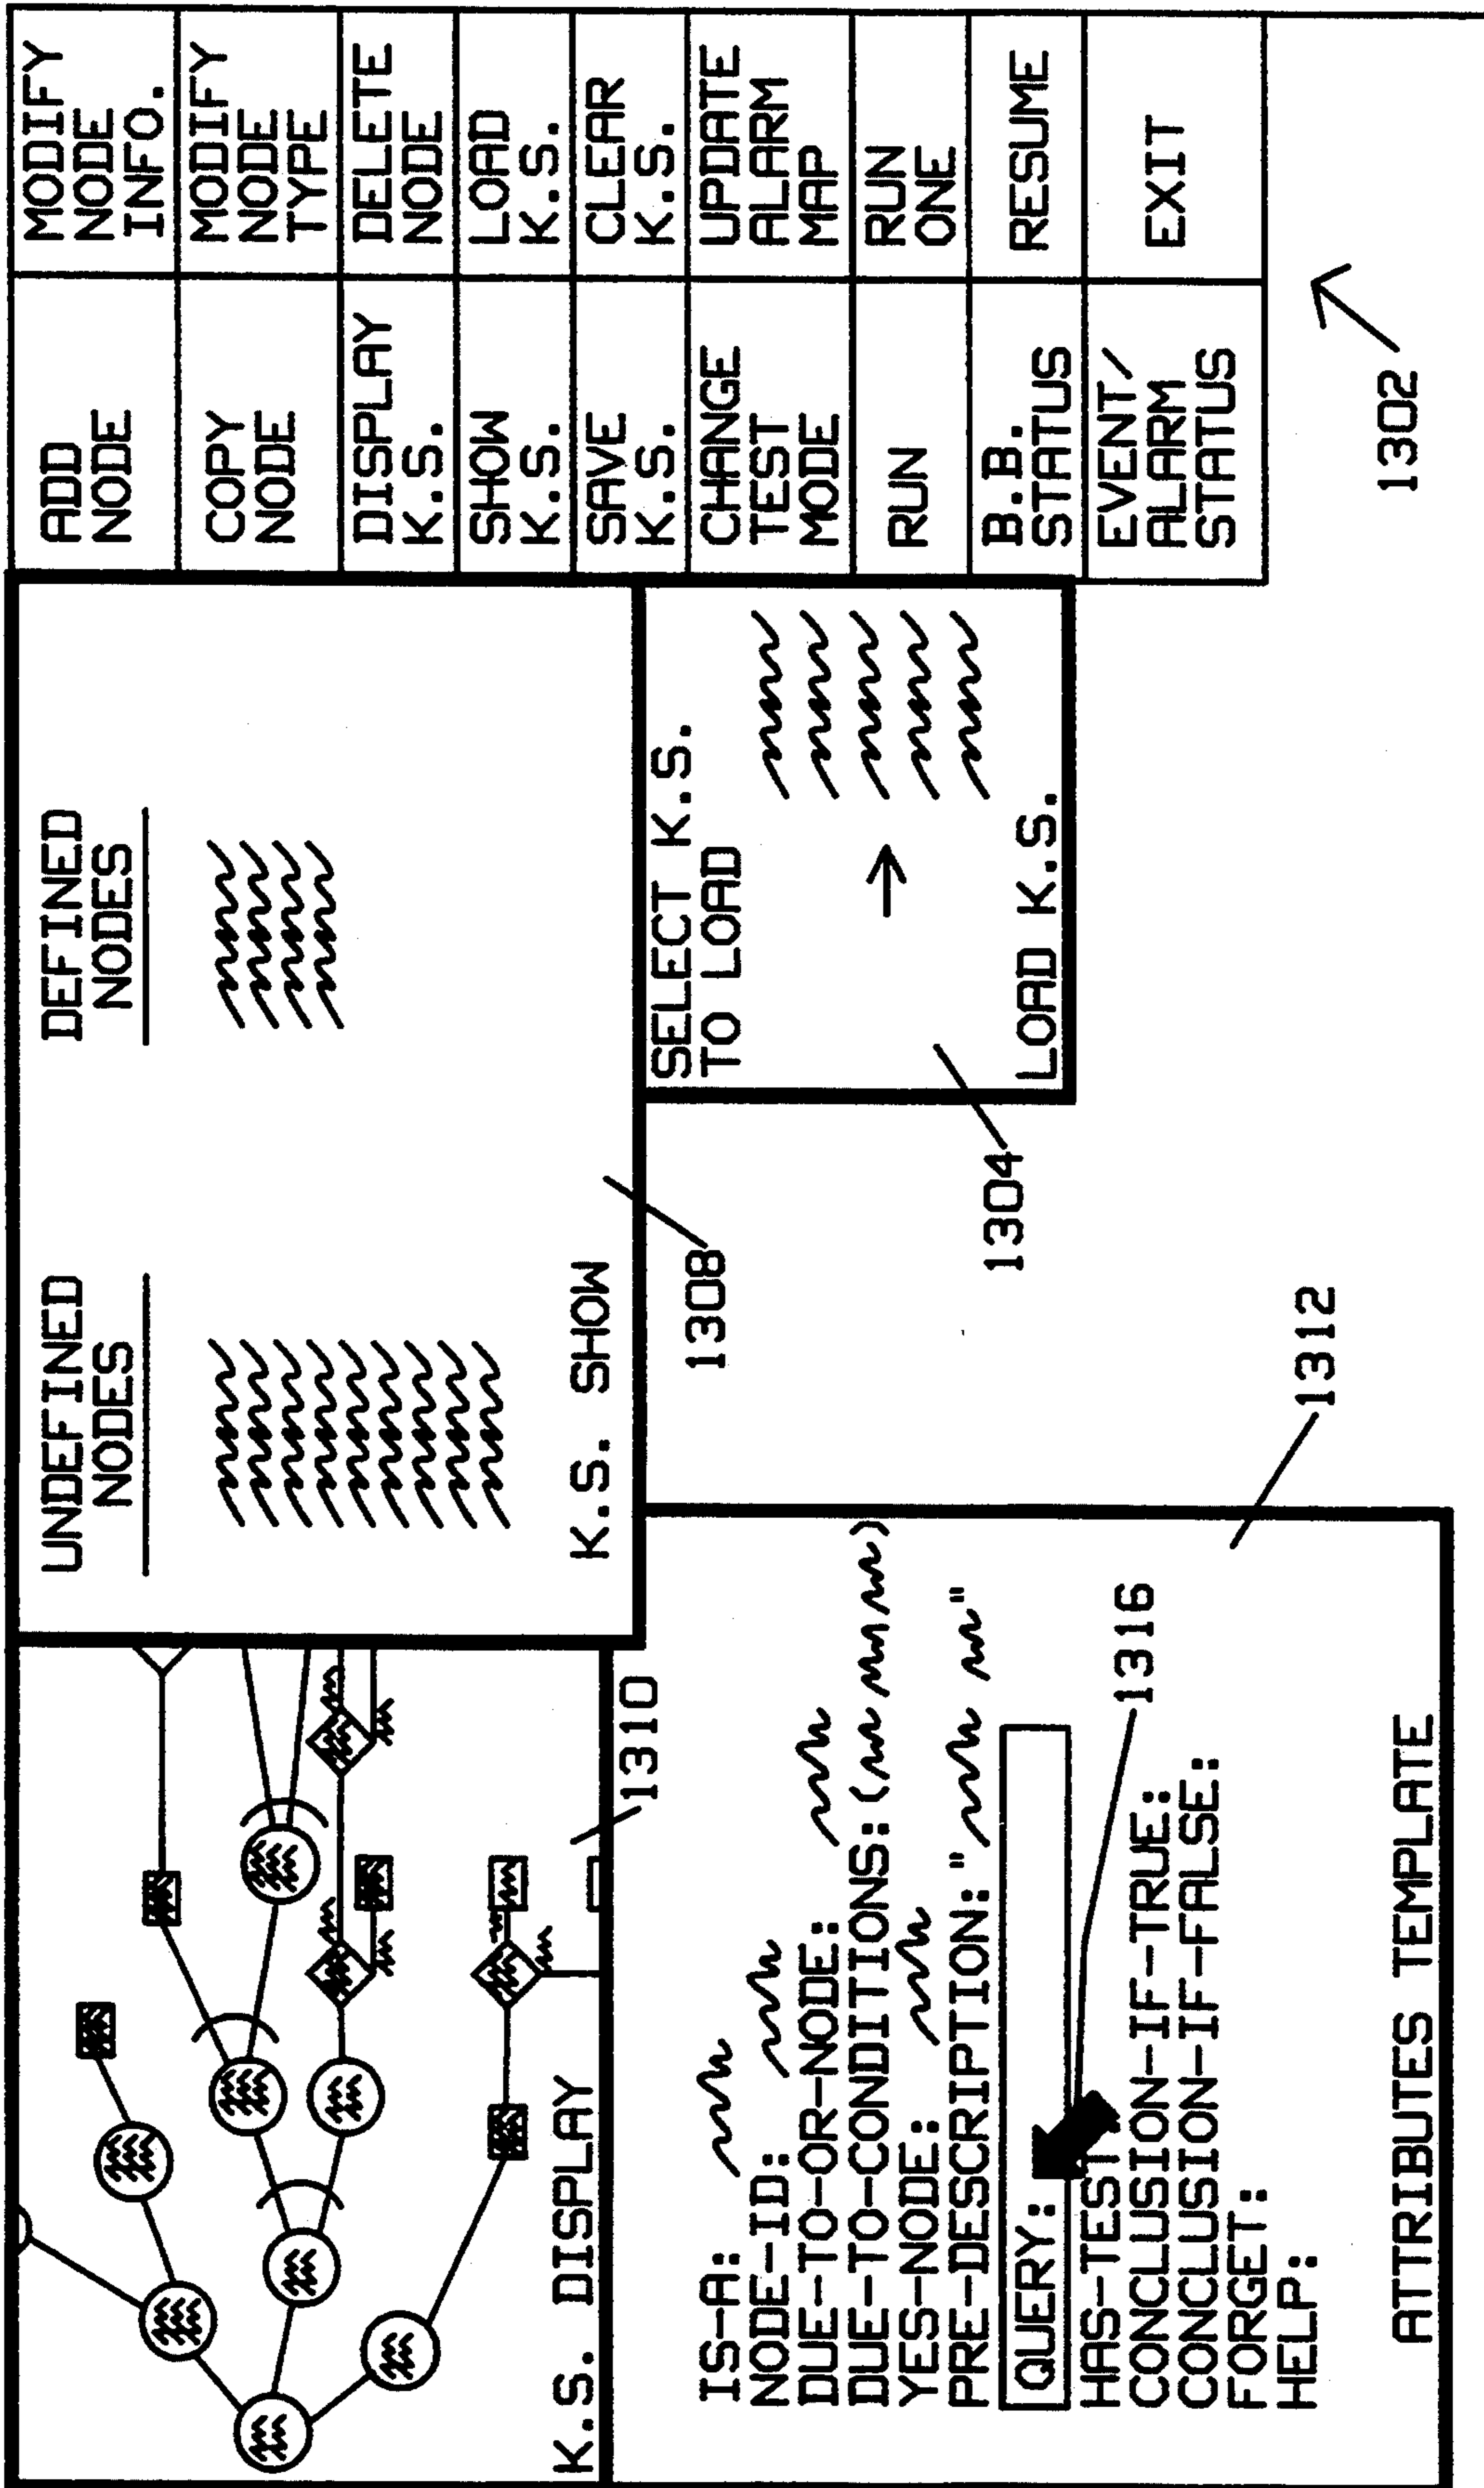 K.S. DISPLAY
1310
UNDEFINED
NODES
DEFINED
NODES
K.S. SHOW
1308
ADD
NODE
MODIFY
NODE
INFO.
COPY
NODE
MODIFY
NODE
TYPE
DISPLAY
K.S.
DELETE
NODE
SHOW
K.S.
LOAD
K.S.
SAVE
K.S.
CLEAR
K.S.
CHANGE
TEST
MODE
UPDATE
ALARM
MAP
RUN
RUN
ONE
B.B.
STATUS
RESUME
EVENT/
ALARM
STATUS
EXIT
1302
SELECT K.S.
TO LOAD
LOAD K.S.
1304
IS-A:
NODE-ID:
DUE-TO-OR-NODE:
DUE-TO-CONDITIONS:( )
YES-NODE:
PRE-DESCRIPTION:" "
QUERY:
HAS-TEST:
CONCLUSION-IF-TRUE:
CONCLUSION-IF-FALSE:
FORGET:
HELP:
ATTRIBUTES TEMPLATE
1316
1312